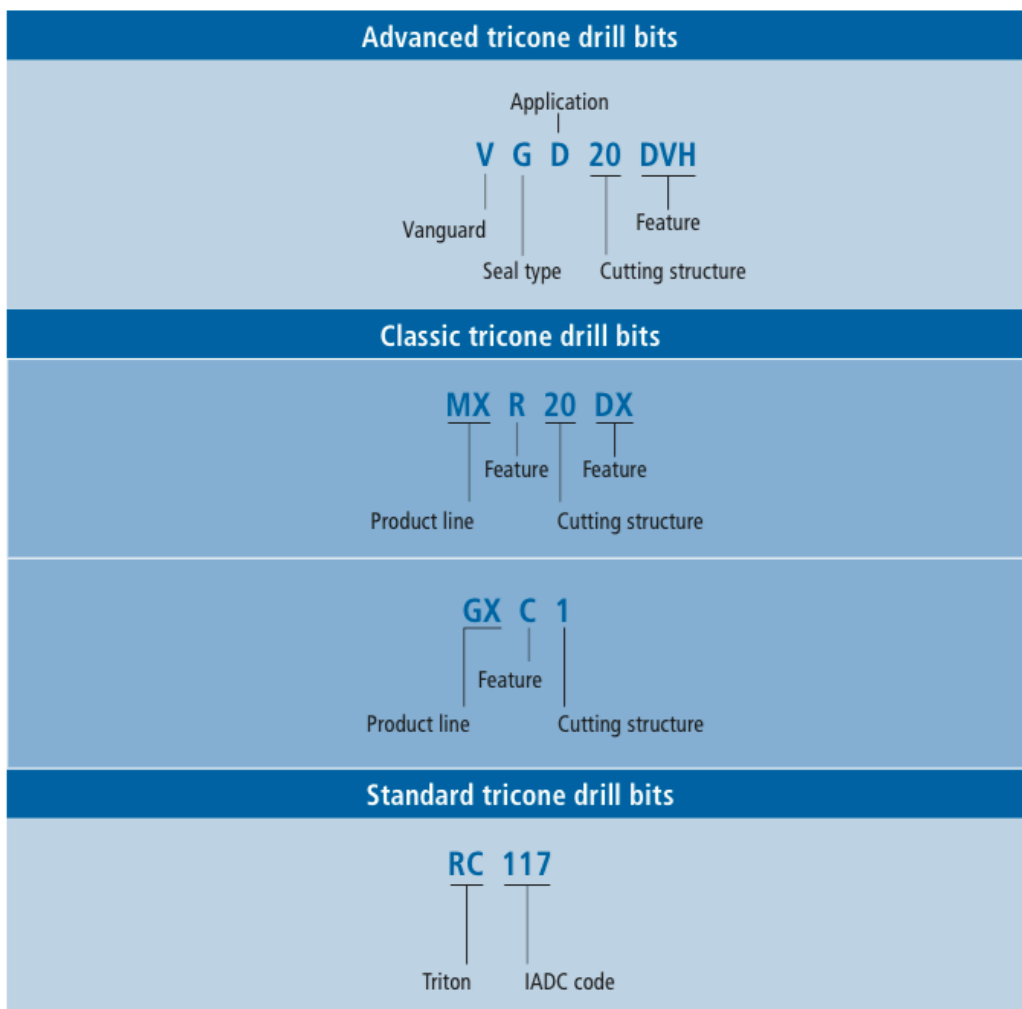 Advanced tricone drill bits
Application
V G D 20 DVH
Vanguard
Feature
Seal type
Cutting structure
Classic tricone drill bits
MX R 20 DX
Feature
Feature
Product line
Cutting structure
GX C 1
Feature
Product line
Cutting structure
Standard tricone drill bits
RC 117
Triton
IADC code